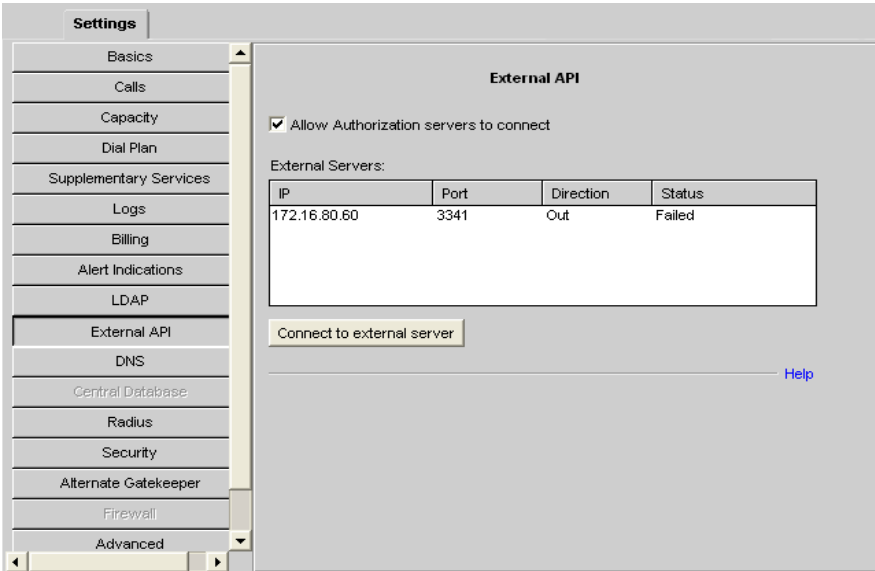 Settings
Basics
Calls
Capacity
Dial Plan
Supplementary Services
Logs
Billing
Alert Indications
LDAP
External API
DNS
Central Database
Radius
Security
Alternate Gatekeeper
Firewall
Advanced
External API
Allow Authorization servers to connect
External Servers:
IP Port Direction Status
172.16.80.60 3341 Out Failed
Connect to external server
Help